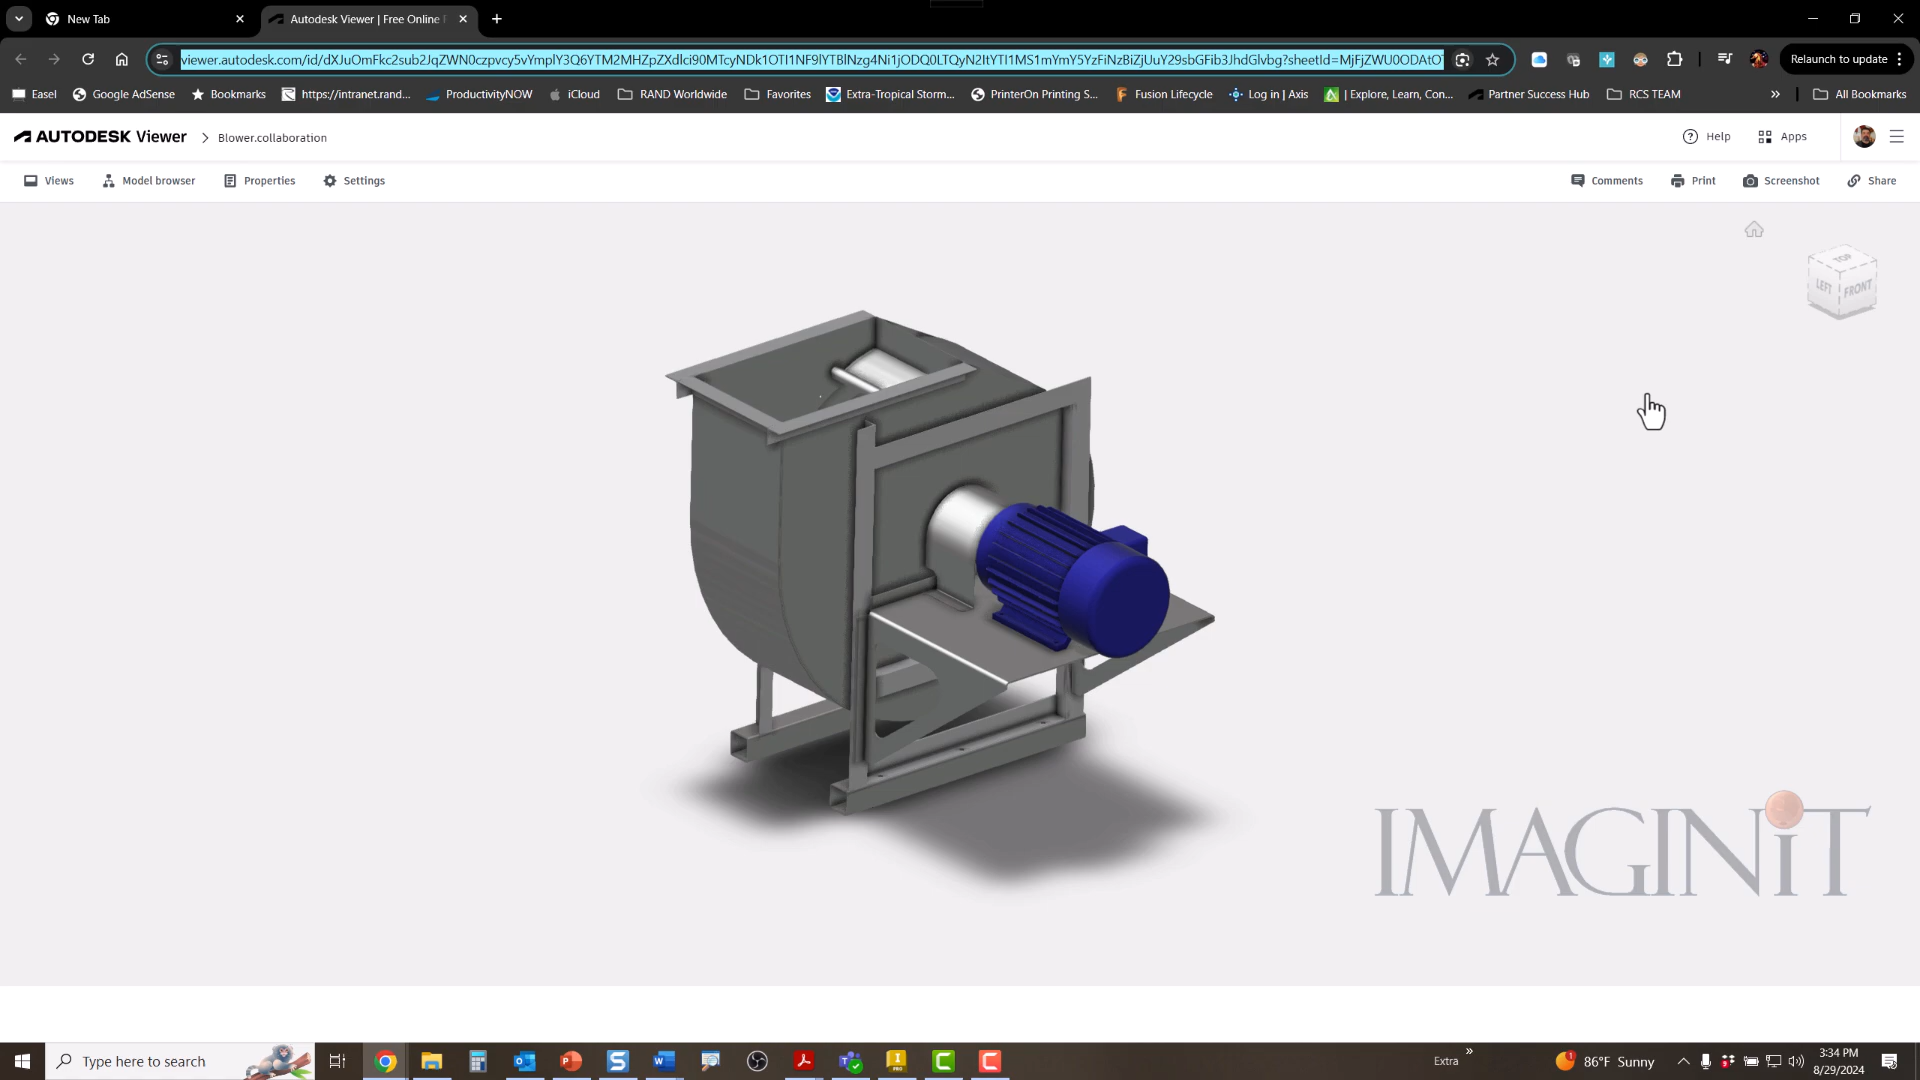 New Tab
Autodesk Viewer | Free Online F
viewer.autodesk.com/id/dXJuOmFkc2sub2JqZWN0czpvcy5vYmplY3Q6YTM2MHZpZXdlci90MTcyNDk1OTI1NF9lYTBlNzg4Ni1jODQ0LTQyN2ItYTI1MS1mYmY5YzFiNzBiZjUuY29sbGFib3JhdGlvbg?sheetId=MjFjZWU0ODAtO
Relaunch to update
Easel
Google AdSense
Bookmarks
https://intranet.rand...
ProductivityNOW
iCloud
RAND Worldwide
Favorites
Extra-Tropical Storm...
PrinterOn Printing S...
Fusion Lifecycle
Log in | Axis
| Explore, Learn, Con...
Partner Success Hub
RCS TEAM
»
All Bookmarks
AUTODESK Viewer
Blower.collaboration
Help
Apps
Views
Model browser
Properties
Settings
Comments
Print
Screenshot
Share
TOP
LEFT
FRONT
IMAGINiT
Type here to search
Extra
»
86°F Sunny
3:34 PM
8/29/2024